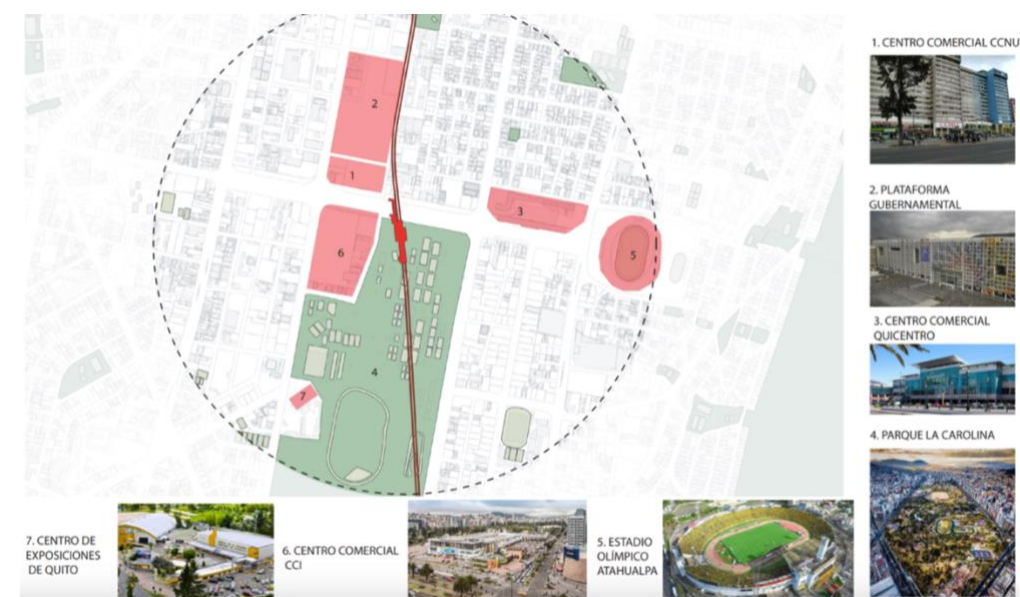 1. CENTRO COMERCIAL CCNU
2
1
3
6
5
4
7
2. PLATAFORMA
GUBERNAMENTAL
3. CENTRO COMERCIAL
QUICENTRO
4. PARQUE LA CAROLINA
7. CENTRO DE
EXPOSICIONES
DE QUITO
6. CENTRO COMERCIAL
CCI
5. ESTADIO
OLÍMPICO
ATAHUALPA